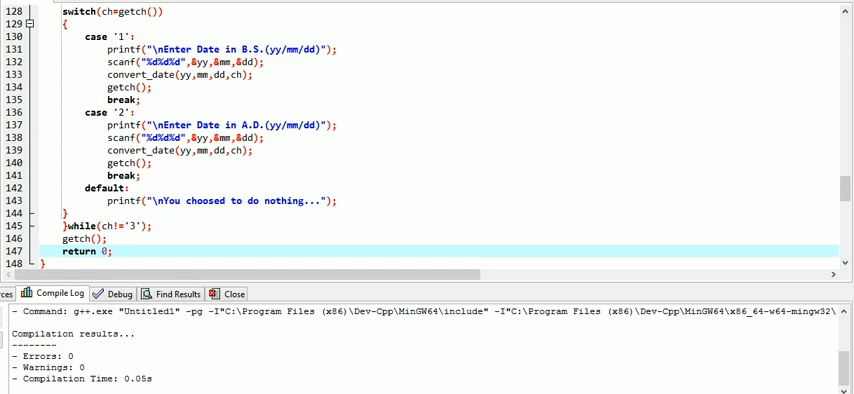 128 switch(ch=getch())
129 {
130 case '1':
131 printf("\nEnter Date in B.S.(yy/mm/dd)");
132 scanf("%d%d%d",&yy,&mm,&dd);
133 convert_date(yy,mm,dd,ch);
134 getch();
135 break;
136 case '2':
137 printf("\nEnter Date in A.D.(yy/mm/dd)");
138 scanf("%d%d%d",&yy,&mm,&dd);
139 convert_date(yy,mm,dd,ch);
140 getch();
141 break;
142 default:
143 printf("\nYou choosed to do nothing...");
144 }
145 }while(ch!='3');
146 getch();
147 return 0;
148 }
rces Compile Log Debug Find Results Close
- Command: g++.exe "Untitled1" -pg -I"C:\Program Files (x86)\Dev-Cpp\MinGW64\include" -I"C:\Program Files (x86)\Dev-Cpp\MinGW64\x86_64-w64-mingw32\
Compilation results...
--------
- Errors: 0
- Warnings: 0
- Compilation Time: 0.05s